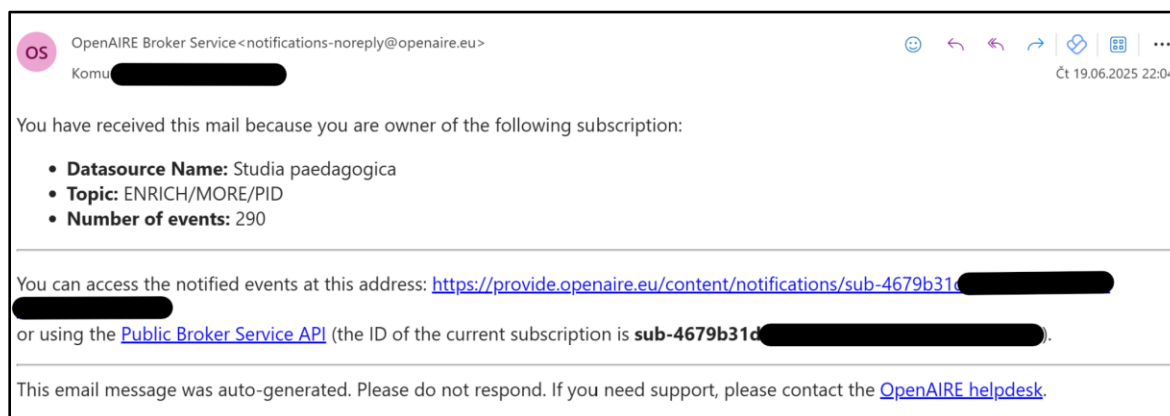 OS
OpenAIRE Broker Service<notifications-noreply@openaire.eu>
Komu
Čt 19.06.2025 22:04
You have received this mail because you are owner of the following subscription:
• Datasource Name: Studia paedagogica
• Topic: ENRICH/MORE/PID
• Number of events: 290
You can access the notified events at this address: https://provide.openaire.eu/content/notifications/sub-4679b31d
or using the Public Broker Service API (the ID of the current subscription is sub-4679b31d ).
This email message was auto-generated. Please do not respond. If you need support, please contact the OpenAIRE helpdesk.